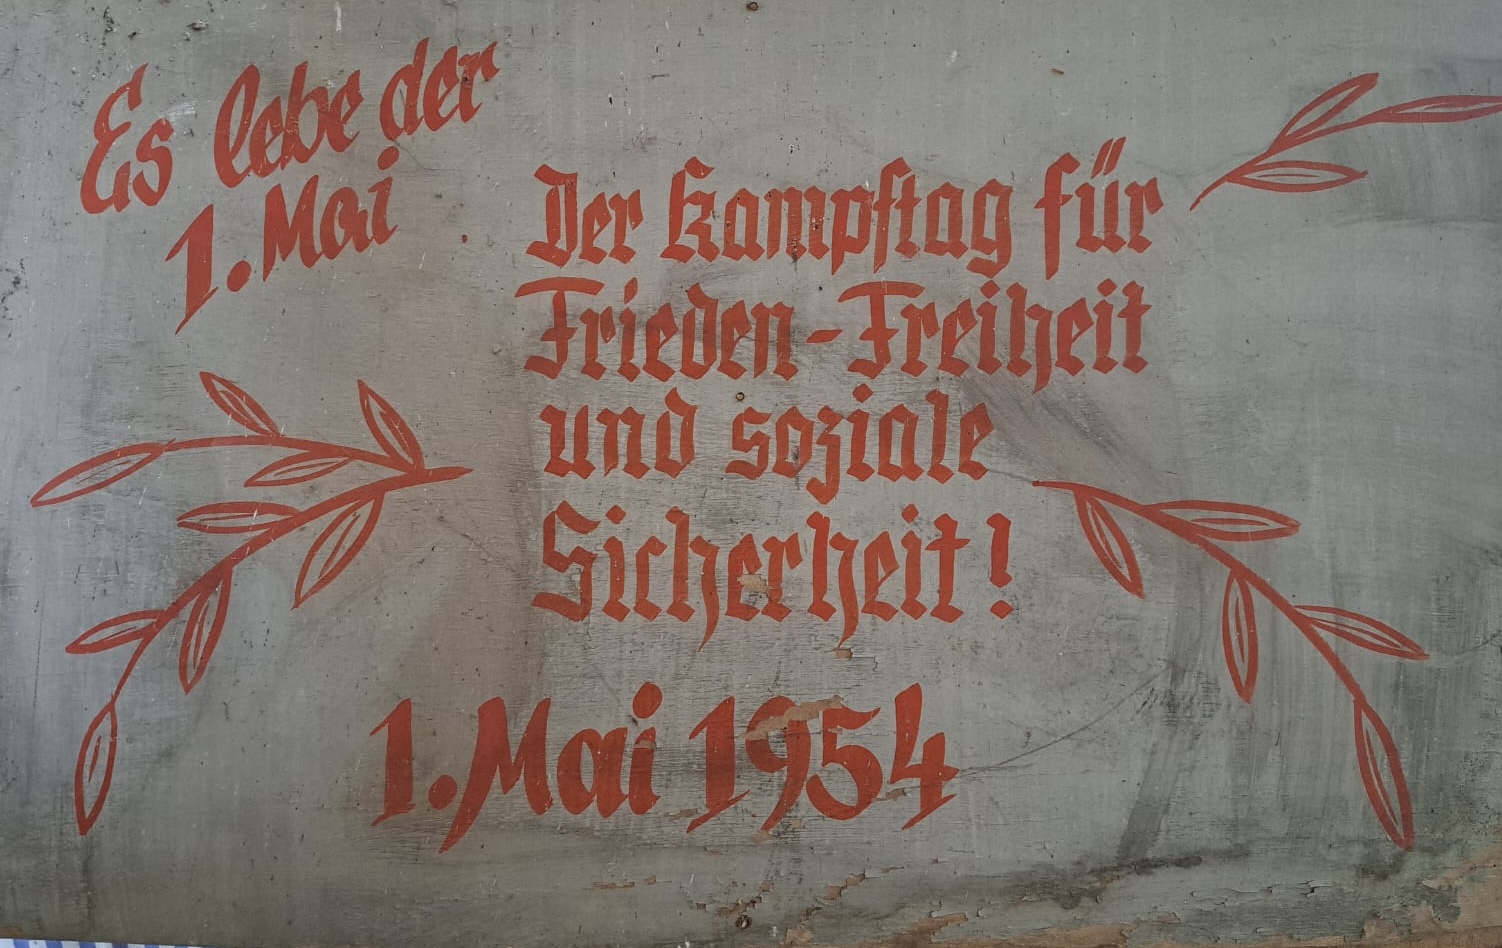 Es lebe der
1. Mai
Der Kampftag für
Frieden - Freiheit
und soziale
Sicherheit!
1. Mai 1954